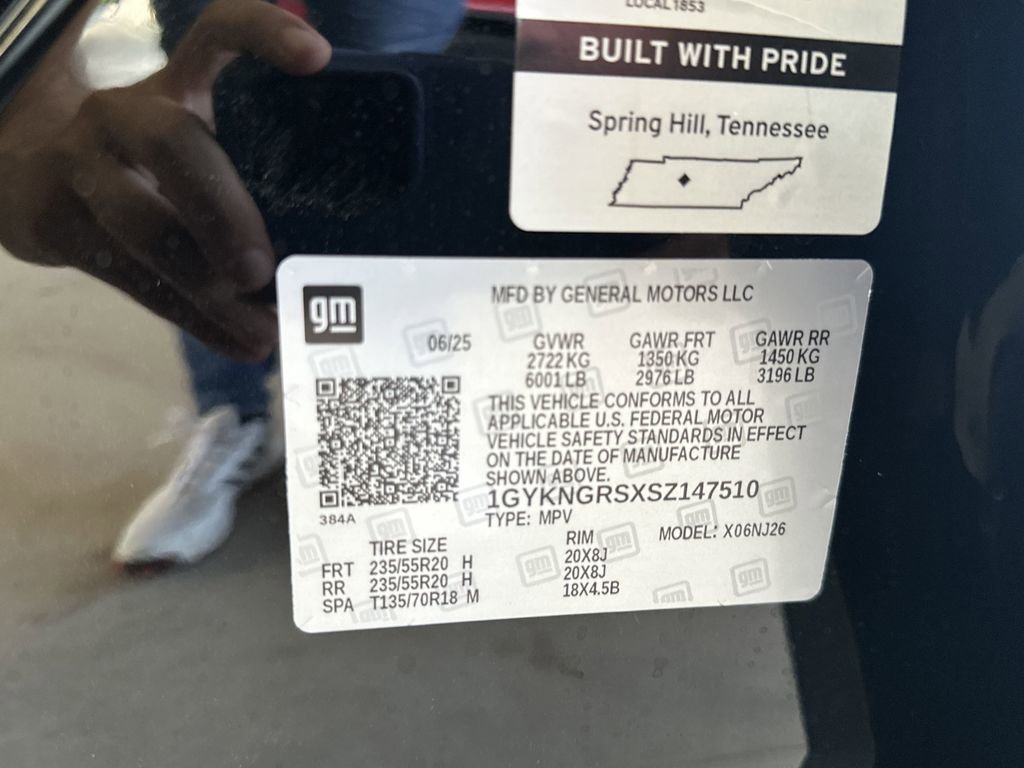 LOCAL 1853
BUILT WITH PRIDE
Spring Hill, Tennessee
gm
MFD BY GENERAL MOTORS LLC
06/25 GVWR GAWR FRT GAWR RR
2722 KG 1350 KG 1450 KG
6001 LB 2976 LB 3196 LB
THIS VEHICLE CONFORMS TO ALL
APPLICABLE U.S. FEDERAL MOTOR
VEHICLE SAFETY STANDARDS IN EFFECT
ON THE DATE OF MANUFACTURE
SHOWN ABOVE.
1GYKNGRSXSZ147510
384A
TYPE: MPV
MODEL: X06NJ26
TIRE SIZE RIM
FRT 235/55R20 H 20X8J
RR 235/55R20 H 20X8J
SPA T135/70R18 M 18X4.5B